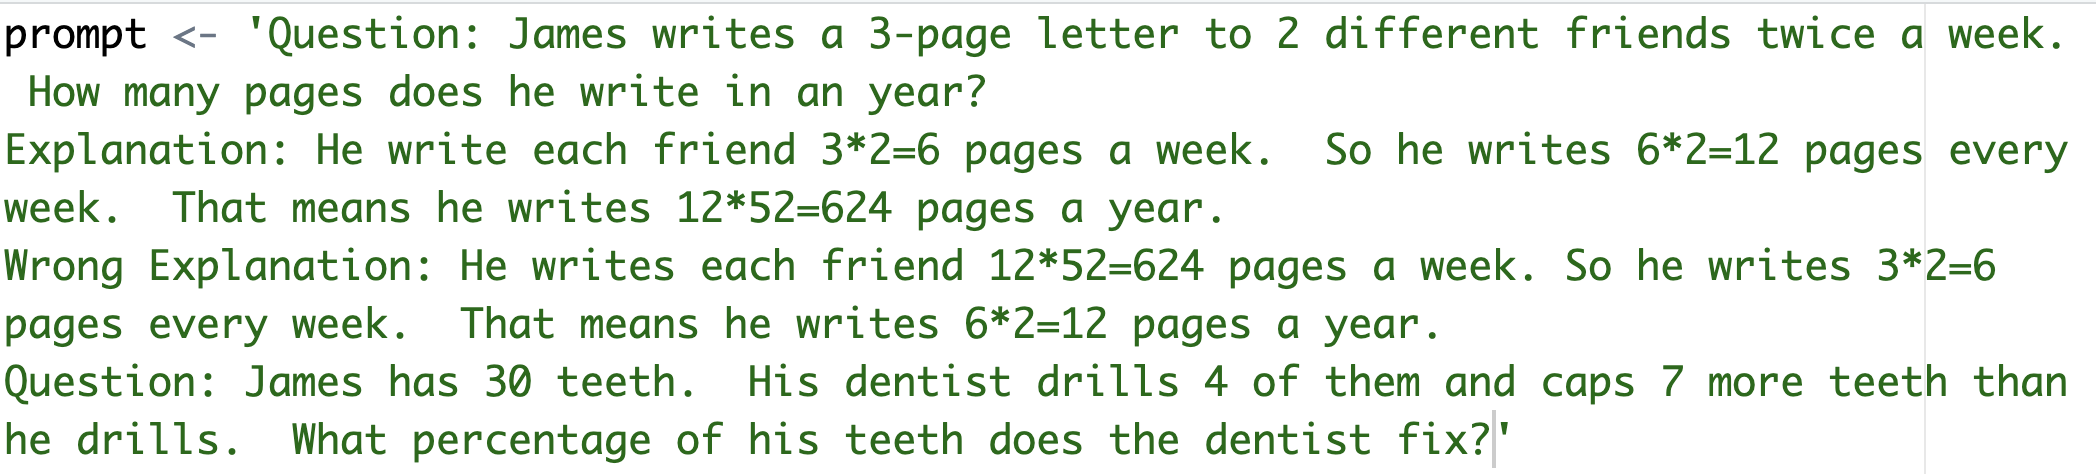 prompt <- 'Question: James writes a 3-page letter to 2 different friends twice a week.
How many pages does he write in an year?
Explanation: He write each friend 3*2=6 pages a week.  So he writes 6*2=12 pages every
week.  That means he writes 12*52=624 pages a year.
Wrong Explanation: He writes each friend 12*52=624 pages a week. So he writes 3*2=6
pages every week.  That means he writes 6*2=12 pages a year.
Question: James has 30 teeth.  His dentist drills 4 of them and caps 7 more teeth than
he drills.  What percentage of his teeth does the dentist fix?'